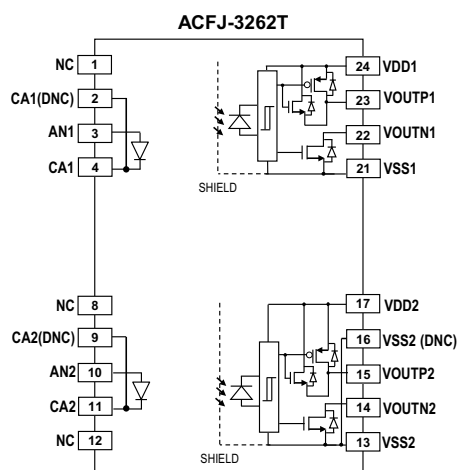 ACFJ-3262T
NC 1
CA1(DNC) 2
AN1 3
CA1 4
24 VDD1
23 VOUTP1
22 VOUTN1
21 VSS1
SHIELD
NC 8
CA2(DNC) 9
AN2 10
CA2 11
NC 12
17 VDD2
16 VSS2 (DNC)
15 VOUTP2
14 VOUTN2
13 VSS2
SHIELD